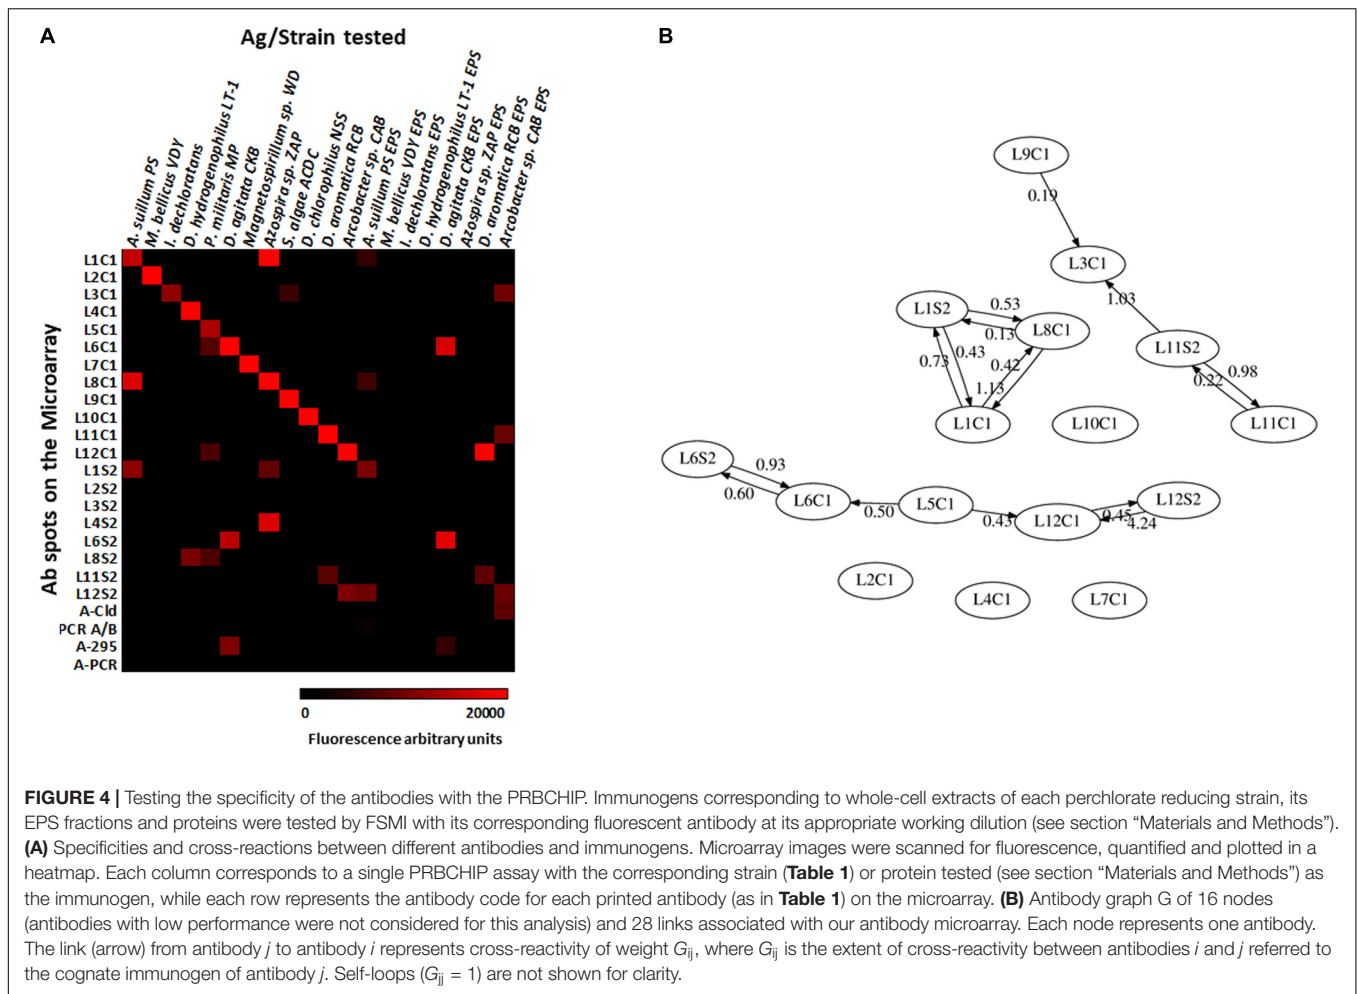 A
Ag/Strain tested
A. suillum PS
M. bellicus VDY
I. dechloratans
D. hydrogenophilus LT-1
P. militaris MP
D. agitata CKB
Magnetospirillum sp. WD
Azospira sp. ZAP
S. algae ACDC
D. chlorophilus NSS
D. aromatica RCB
Arcobacter sp. CAB
A. suillum PS EPS
M. bellicus VDY EPS
I. dechloratans EPS
D. hydrogenophilus LT-1 EPS
D. agitata CKB EPS
Azospira sp. ZAP EPS
D. aromatica RCB EPS
Arcobacter sp. CAB EPS
Ab spots on the Microarray
L1C1
L2C1
L3C1
L4C1
L5C1
L6C1
L7C1
L8C1
L9C1
L10C1
L11C1
L12C1
L1S2
L2S2
L3S2
L4S2
L6S2
L8S2
L11S2
L12S2
A-Cld
PCR A/B
A-295
A-PCR
0 20000
Fluorescence arbitrary units
B
L9C1
0.19
L3C1
1.03
L1S2
0.53
0.13
L8C1
0.73
0.43
0.42
1.13
L1C1
L10C1
L11S2
0.98
0.22
L11C1
L6S2
0.93
0.60
L6C1
0.50
L5C1
0.43
L12C1
0.45
4.24
L12S2
L2C1
L4C1
L7C1
FIGURE 4 | Testing the specificity of the antibodies with the PRBCHIP. Immunogens corresponding to whole-cell extracts of each perchlorate reducing strain, its
EPS fractions and proteins were tested by FSMI with its corresponding fluorescent antibody at its appropriate working dilution (see section “Materials and Methods”).
(A) Specificities and cross-reactions between different antibodies and immunogens. Microarray images were scanned for fluorescence, quantified and plotted in a
heatmap. Each column corresponds to a single PRBCHIP assay with the corresponding strain (Table 1) or protein tested (see section “Materials and Methods”) as
the immunogen, while each row represents the antibody code for each printed antibody (as in Table 1) on the microarray. (B) Antibody graph G of 16 nodes
(antibodies with low performance were not considered for this analysis) and 28 links associated with our antibody microarray. Each node represents one antibody.
The link (arrow) from antibody j to antibody i represents cross-reactivity of weight Gij, where Gij is the extent of cross-reactivity between antibodies i and j referred to
the cognate immunogen of antibody j. Self-loops (Gjj = 1) are not shown for clarity.